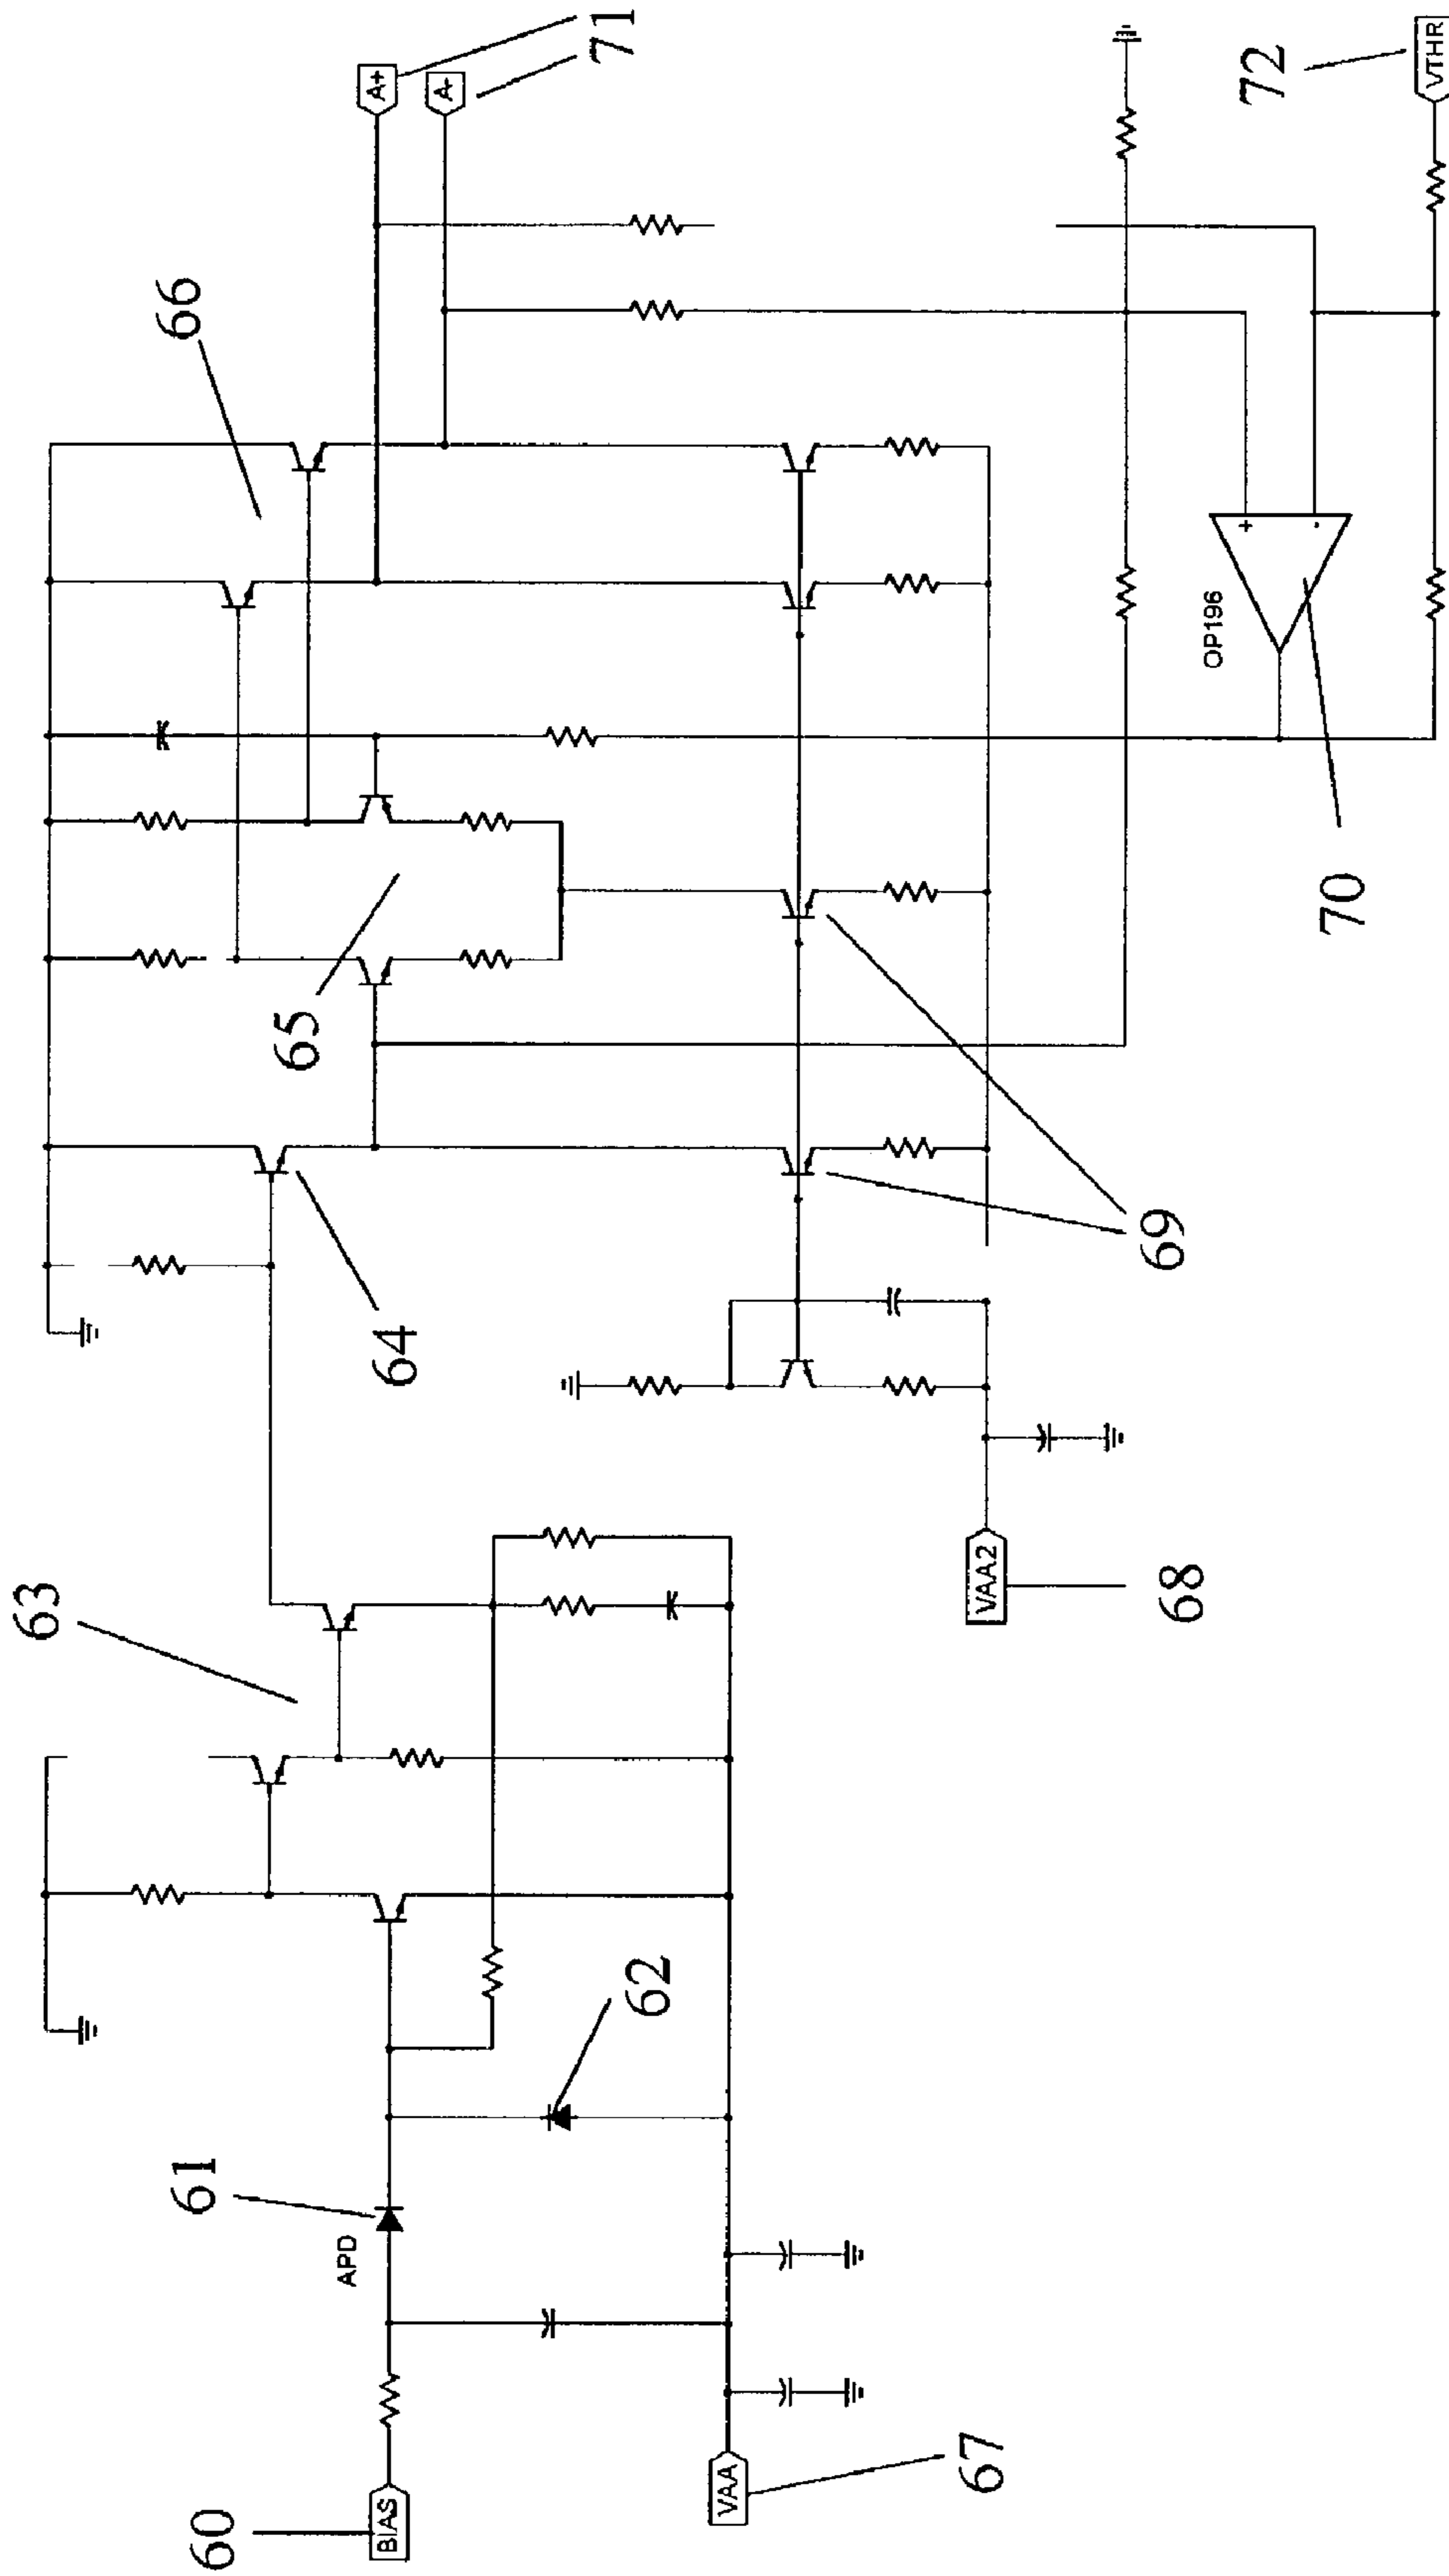 60
BIAS
61
APD
62
63
64
65
66
67
VAA
68
VAA2
69
70
OP196
+
-
71
A+
A-
72
VTHR